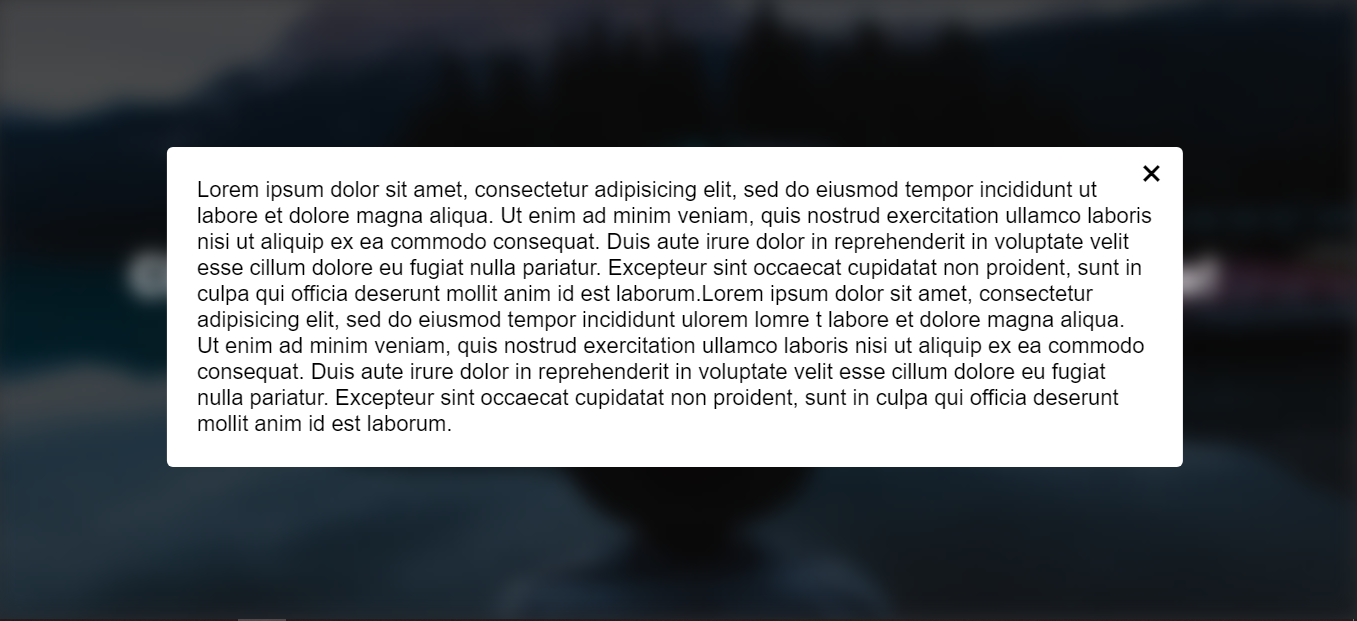 Lorem ipsum dolor sit amet, consectetur adipisicing elit, sed do eiusmod tempor incididunt ut
labore et dolore magna aliqua. Ut enim ad minim veniam, quis nostrud exercitation ullamco laboris
nisi ut aliquip ex ea commodo consequat. Duis aute irure dolor in reprehenderit in voluptate velit
esse cillum dolore eu fugiat nulla pariatur. Excepteur sint occaecat cupidatat non proident, sunt in
culpa qui officia deserunt mollit anim id est laborum.Lorem ipsum dolor sit amet, consectetur
adipisicing elit, sed do eiusmod tempor incididunt ulorem lomre t labore et dolore magna aliqua.
Ut enim ad minim veniam, quis nostrud exercitation ullamco laboris nisi ut aliquip ex ea commodo
consequat. Duis aute irure dolor in reprehenderit in voluptate velit esse cillum dolore eu fugiat
nulla pariatur. Excepteur sint occaecat cupidatat non proident, sunt in culpa qui officia deserunt
mollit anim id est laborum.